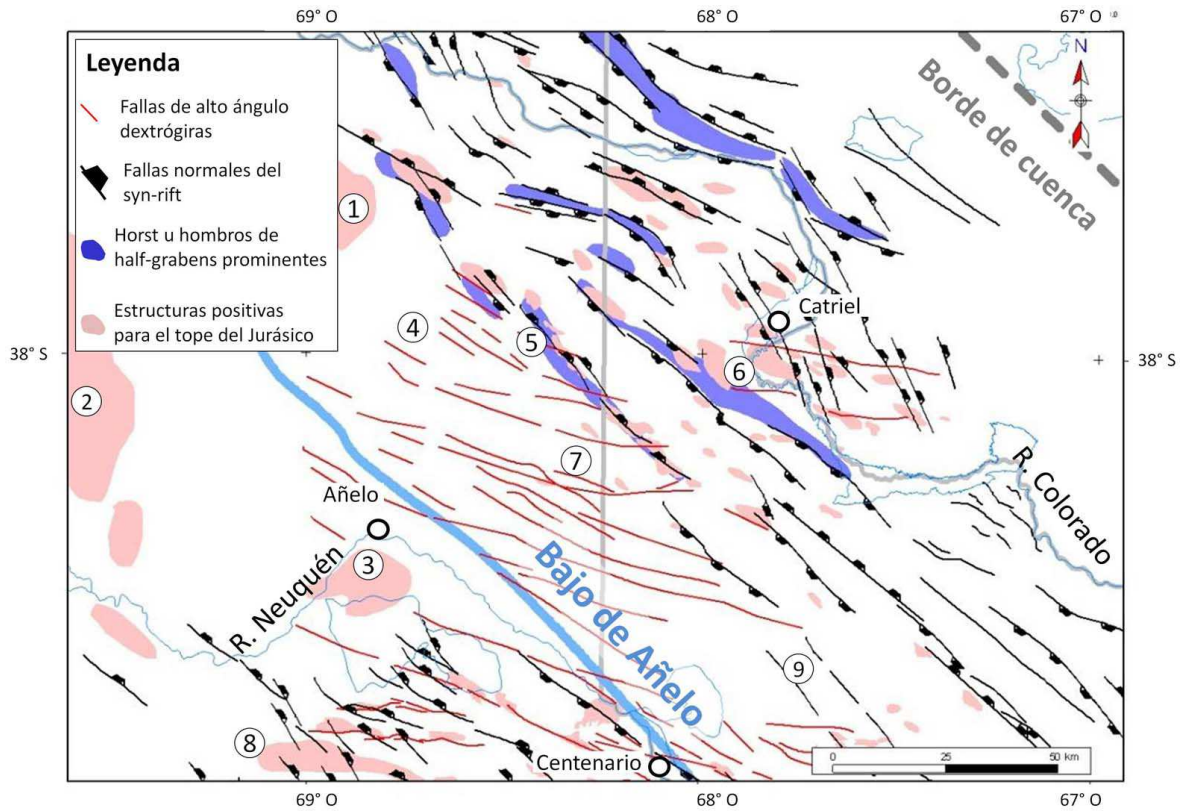 69° O
68° O
67° O
Leyenda
Fallas de alto ángulo
dextrógiras
Fallas normales del
syn-rift
Horst u hombros de
half-grabens prominentes
Estructuras positivas
para el tope del Jurásico
N
Borde de cuenca
1
Catriel
4
5
38° S
38° S
6
2
7
Añelo
R. Colorado
3
R. Neuquén
Bajo de Añelo
9
8
Centenario
0 25 50 km
69° O
68° O
67° O